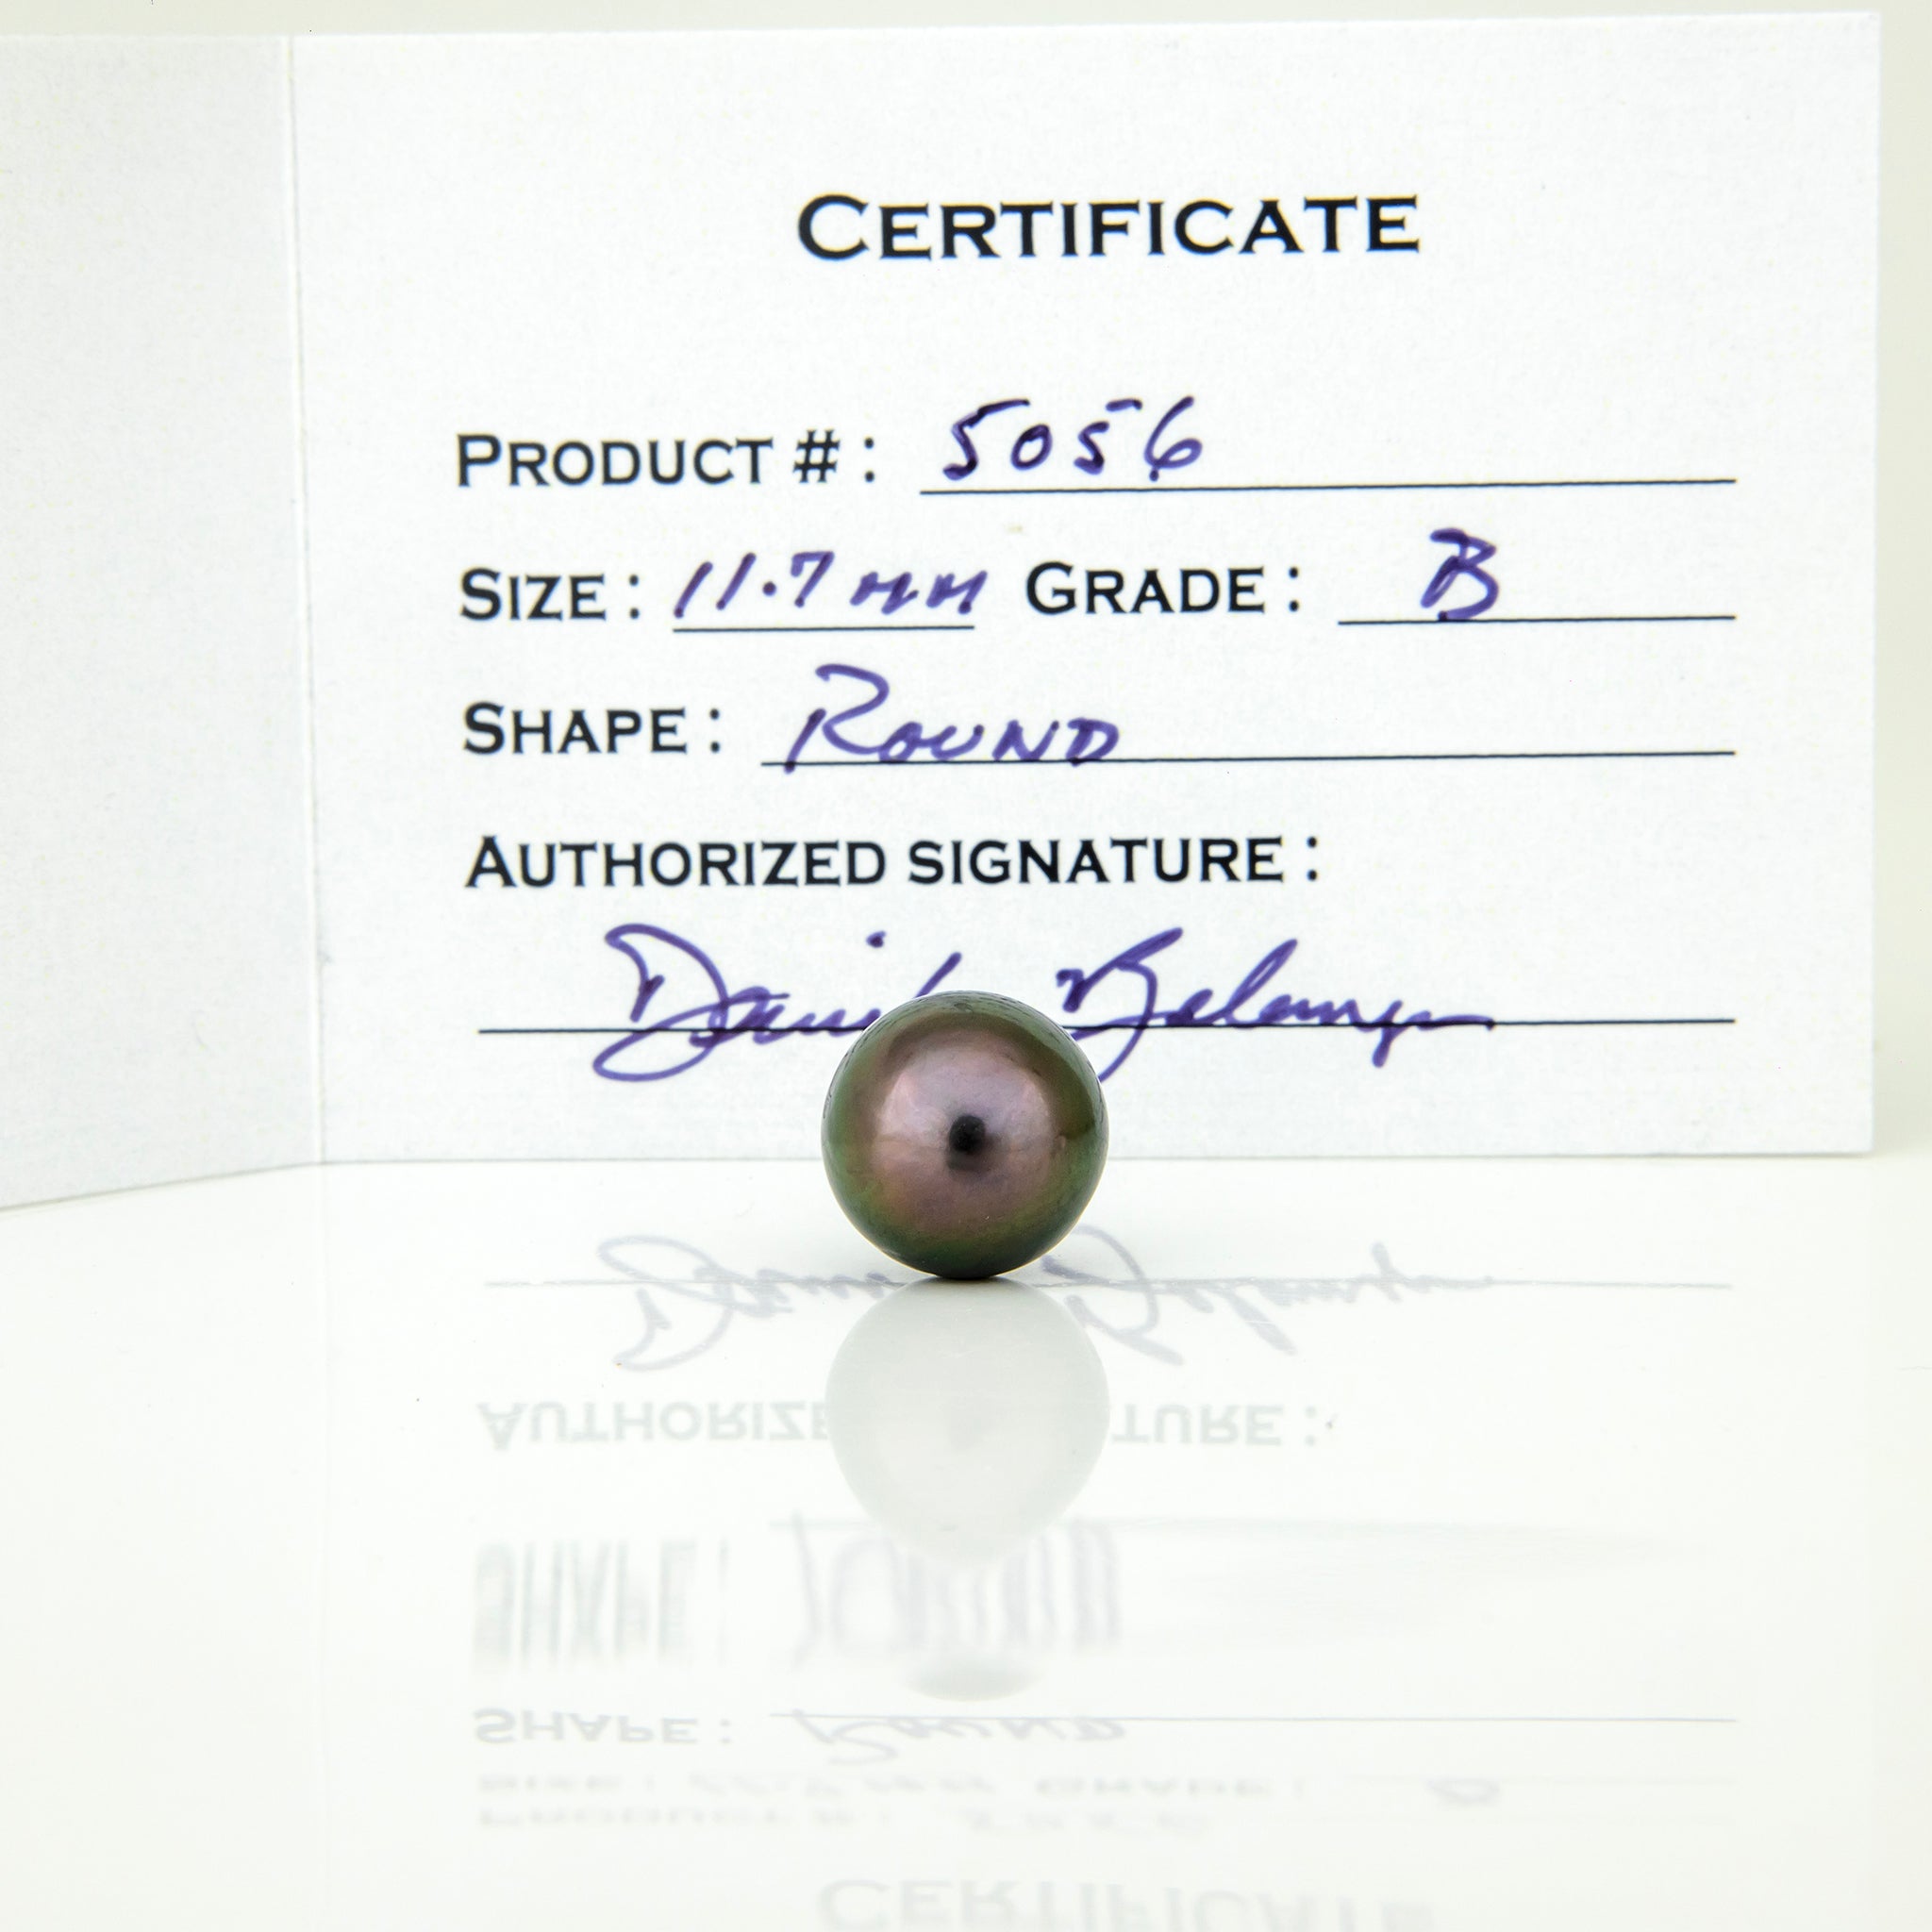 CERTIFICATE
PRODUCT #: 5056
SIZE: 11.7 MM GRADE: B
SHAPE: ROUND
AUTHORIZED SIGNATURE: